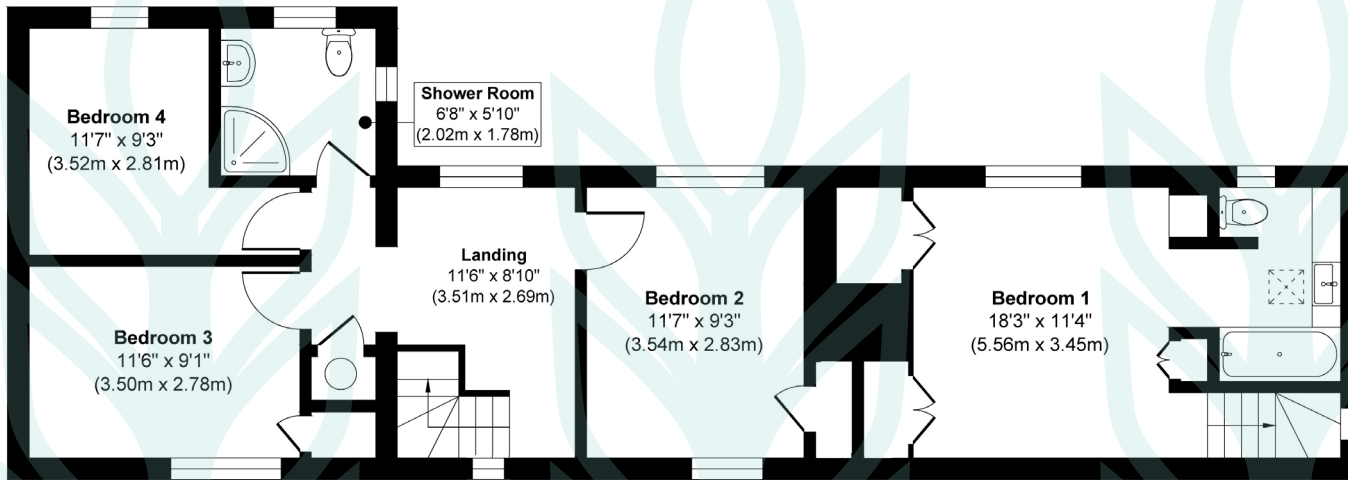 Bedroom 4
11'7" x 9'3"
(3.52m x 2.81m)
Shower Room
6'8" x 5'10"
(2.02m x 1.78m)
Landing
11'6" x 8'10"
(3.51m x 2.69m)
Bedroom 3
11'6" x 9'1"
(3.50m x 2.78m)
Bedroom 2
11'7" x 9'3"
(3.54m x 2.83m)
Bedroom 1
18'3" x 11'4"
(5.56m x 3.45m)